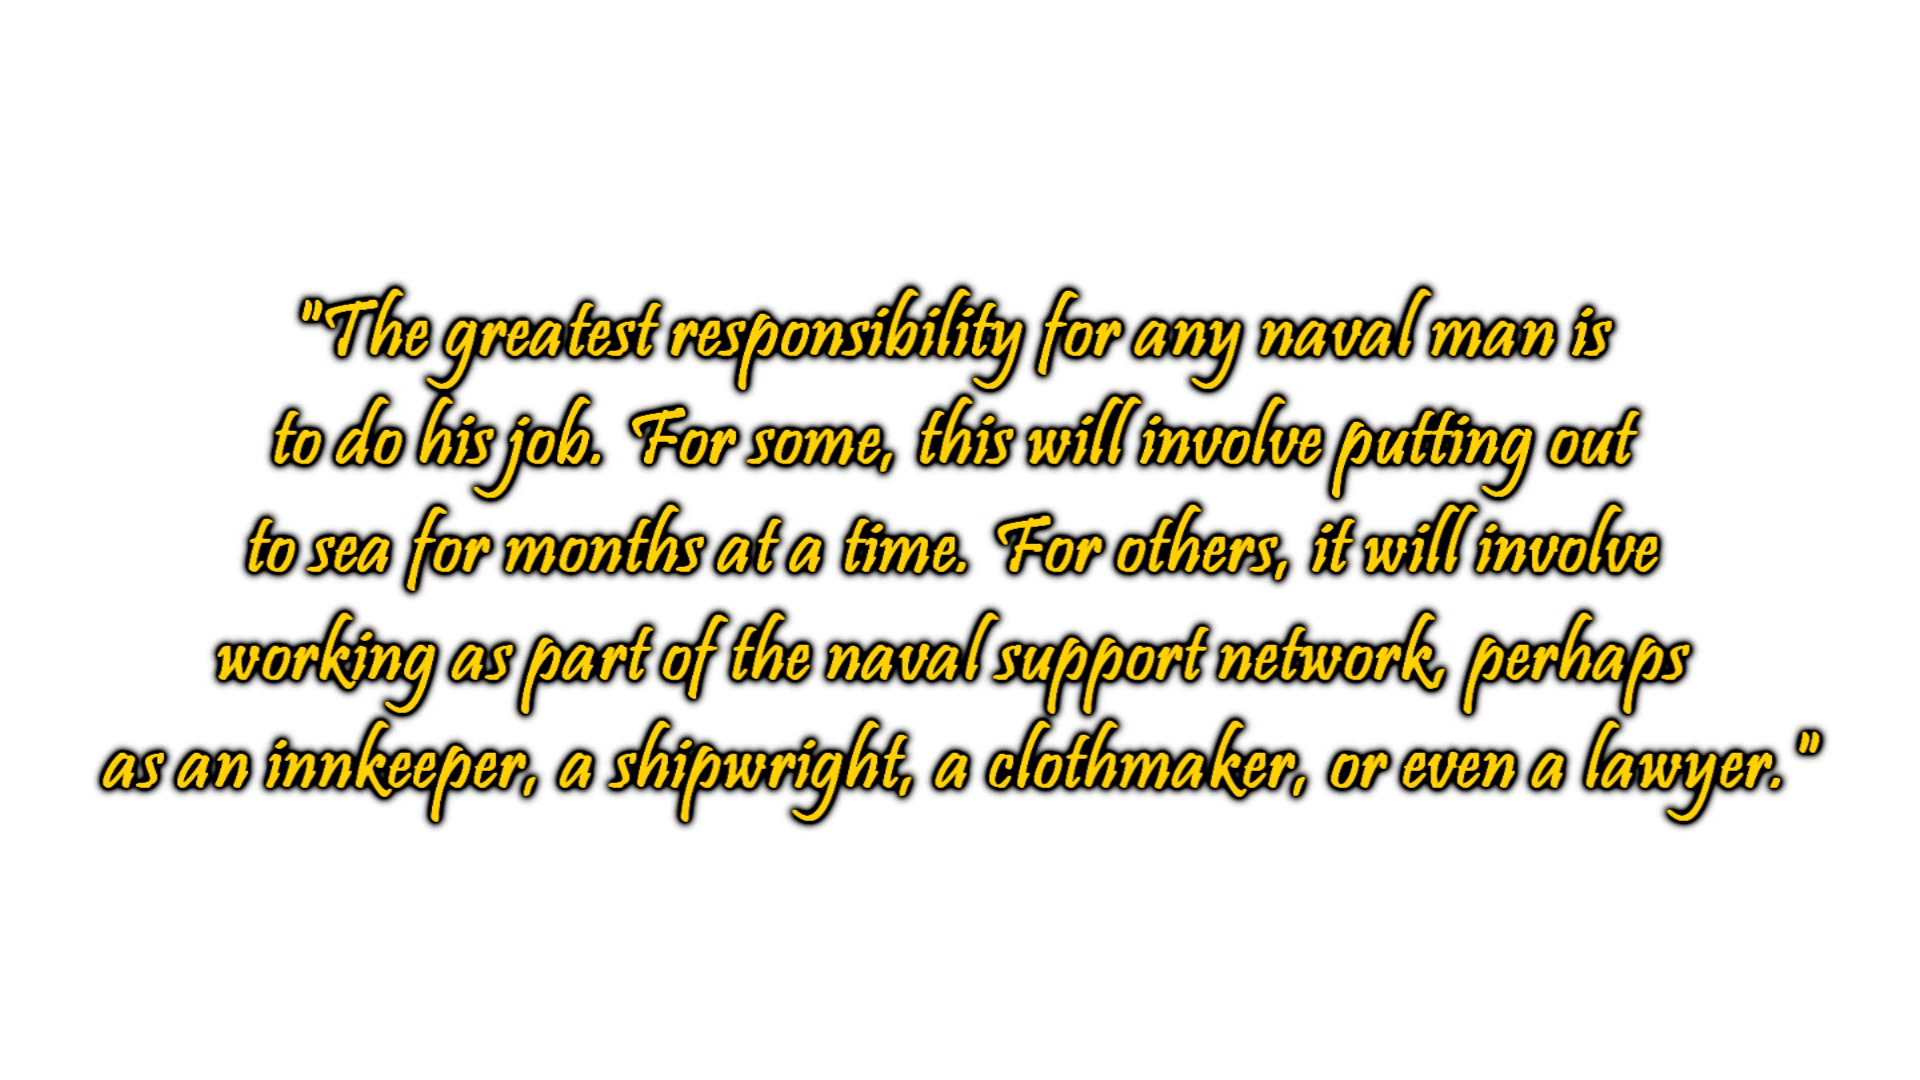 "The greatest responsibility for any naval man is
to do his job.  For some, this will involve putting out
to sea for months at a time.  For others, it will involve
working as part of the naval support network, perhaps
as an innkeeper, a shipwright, a clothmaker, or even a lawyer."